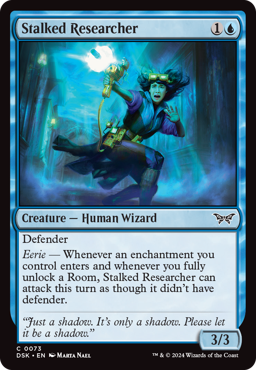 Stalked Researcher 1
Creature — Human Wizard
Defender
Eerie — Whenever an enchantment you
control enters and whenever you fully
unlock a Room, Stalked Researcher can
attack this turn as though it didn't have
defender.
"Just a shadow. It's only a shadow. Please let
it be a shadow."
3/3
C 0073
DSK • EN Marta Nael
™ & © 2024 Wizards of the Coast